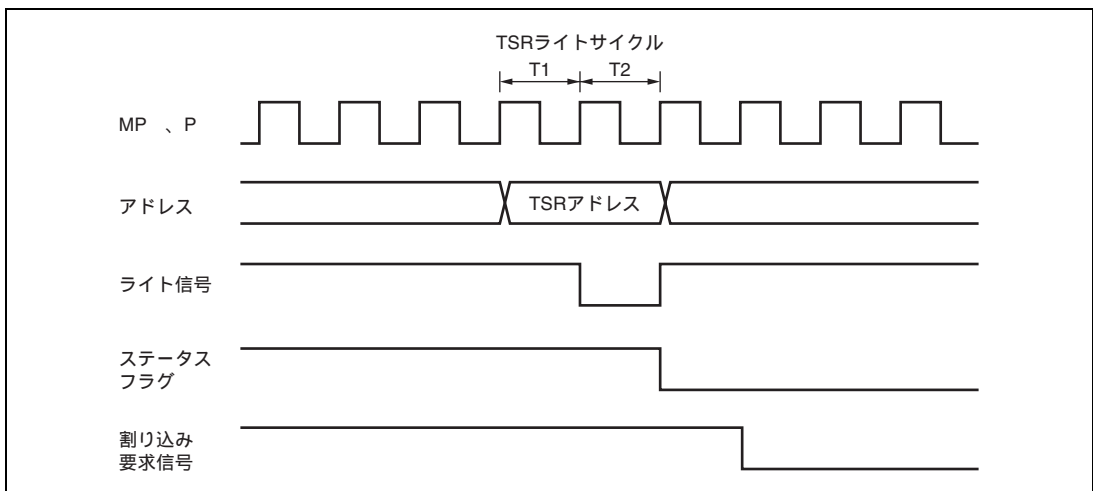 TSRライトサイクル
T1 T2
MP 、P
アドレス
TSRアドレス
ライト信号
ステータス
フラグ
割り込み
要求信号